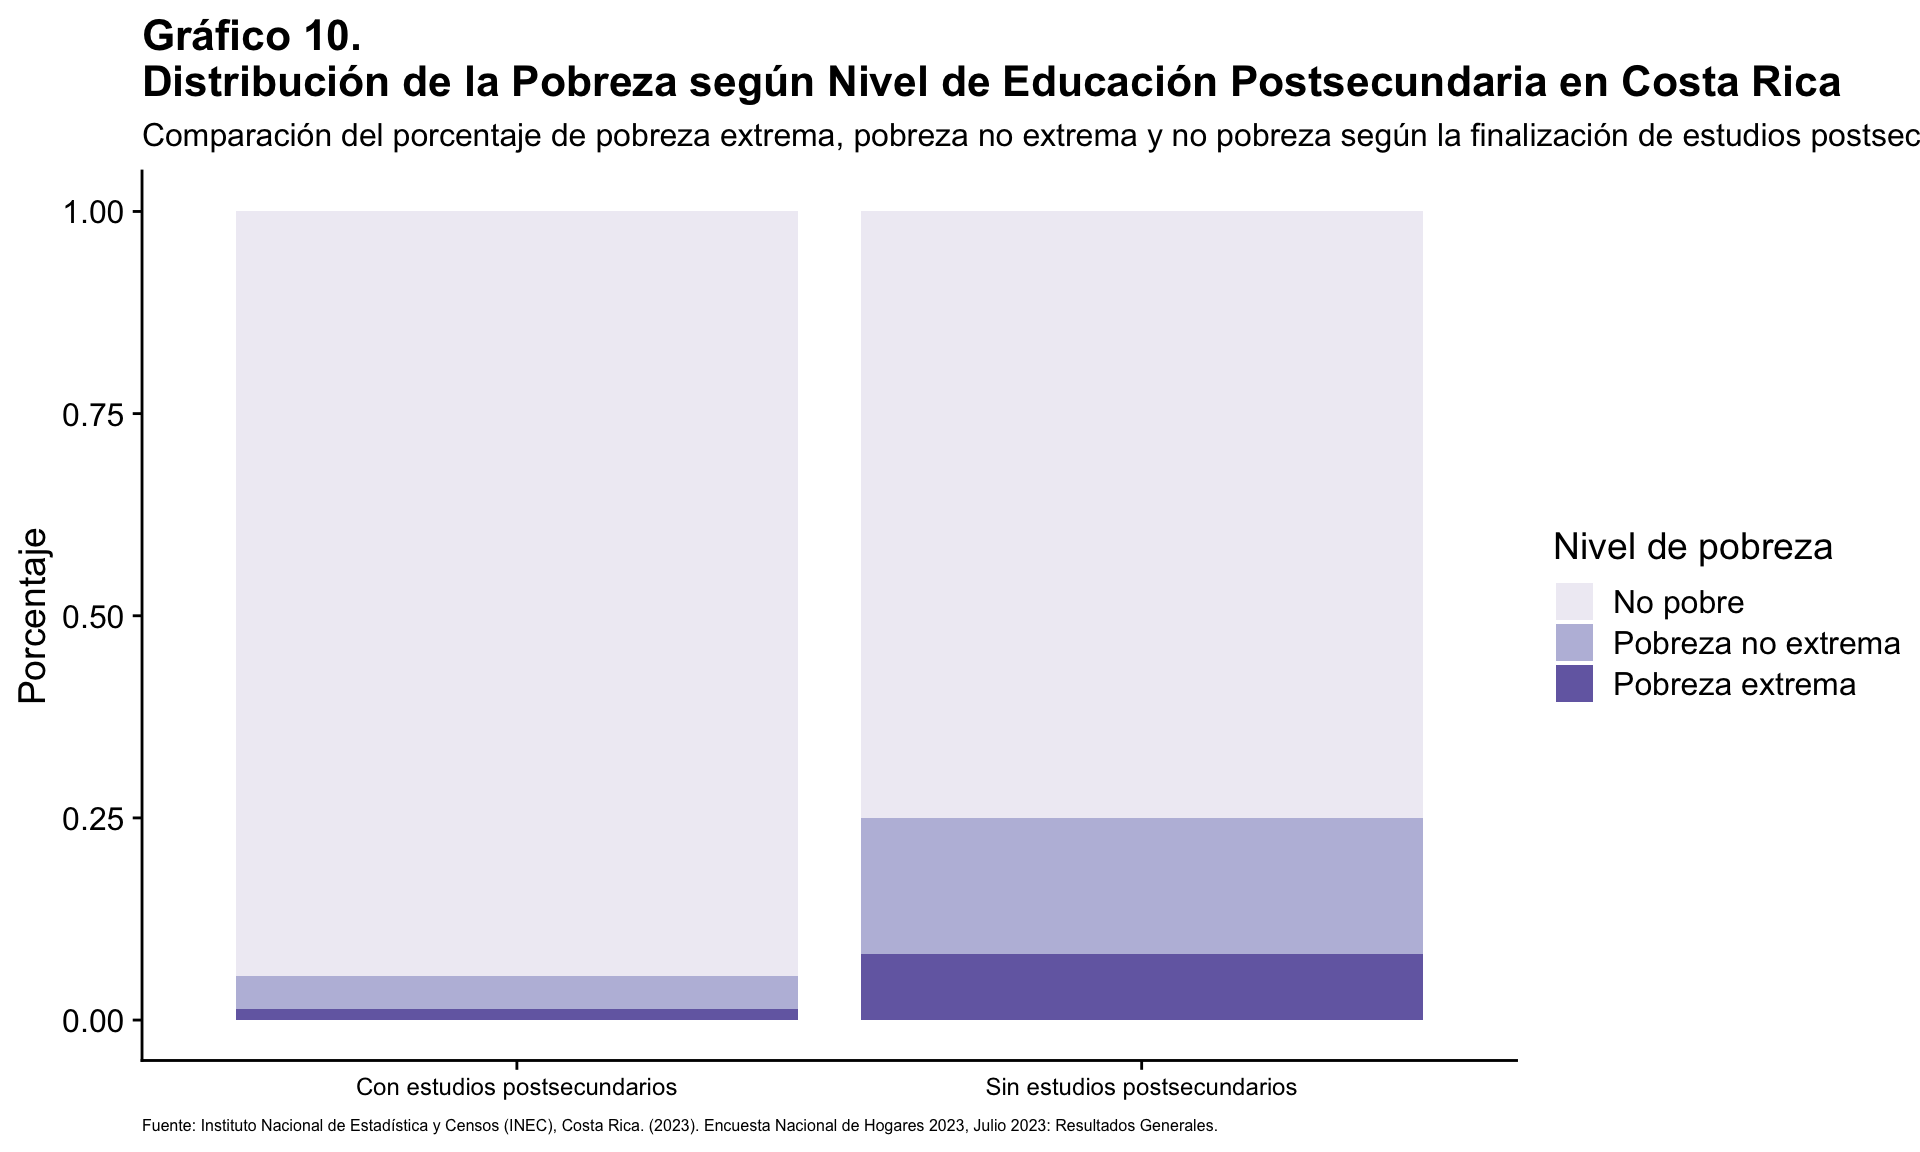 Gráfico 10.
Distribución de la Pobreza según Nivel de Educación Postsecundaria en Costa Rica
Comparación del porcentaje de pobreza extrema, pobreza no extrema y no pobreza según la finalización de estudios postsec
Porcentaje
1.00
0.75
0.50
0.25
0.00
Con estudios postsecundarios
Sin estudios postsecundarios
Nivel de pobreza
No pobre
Pobreza no extrema
Pobreza extrema
Fuente: Instituto Nacional de Estadística y Censos (INEC), Costa Rica. (2023). Encuesta Nacional de Hogares 2023, Julio 2023: Resultados Generales.